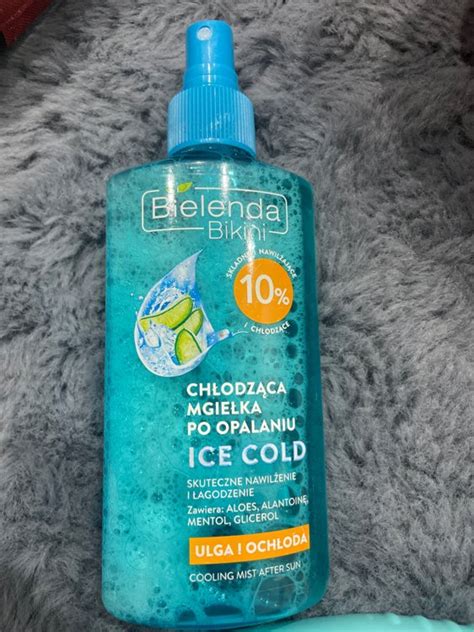 Bielenda
Bikini
SKŁADNIKI NAWILŻAJĄCE
10%
I CHŁODZĄCE
CHŁODZĄCA
MGIEŁKA
PO OPALANIU
ICE COLD
SKUTECZNE NAWILŻENIE
I ŁAGODZENIE
Zawiera: ALOES, ALANTOINĘ,
MENTOL, GLICEROL
ULGA I OCHŁODA
COOLING MIST AFTER SUN